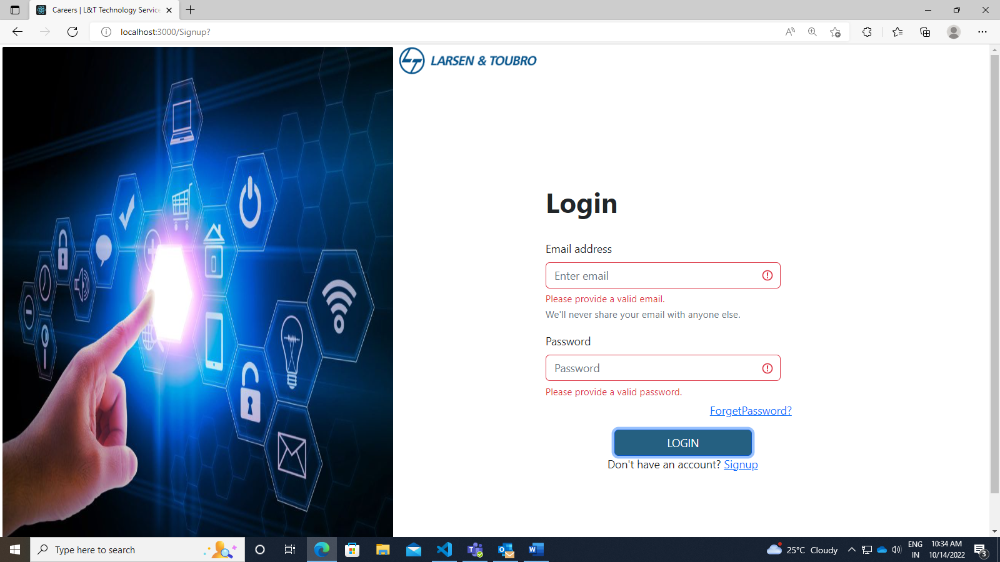 Careers | L&T Technology Service
localhost:3000/Signup?
LARSEN & TOUBRO
Login
Email address
Enter email
Please provide a valid email.
We'll never share your email with anyone else.
Password
Password
Please provide a valid password.
ForgetPassword?
LOGIN
Don't have an account? Signup
Type here to search
25°C Cloudy
ENG
IN
10:34 AM
10/14/2022
3